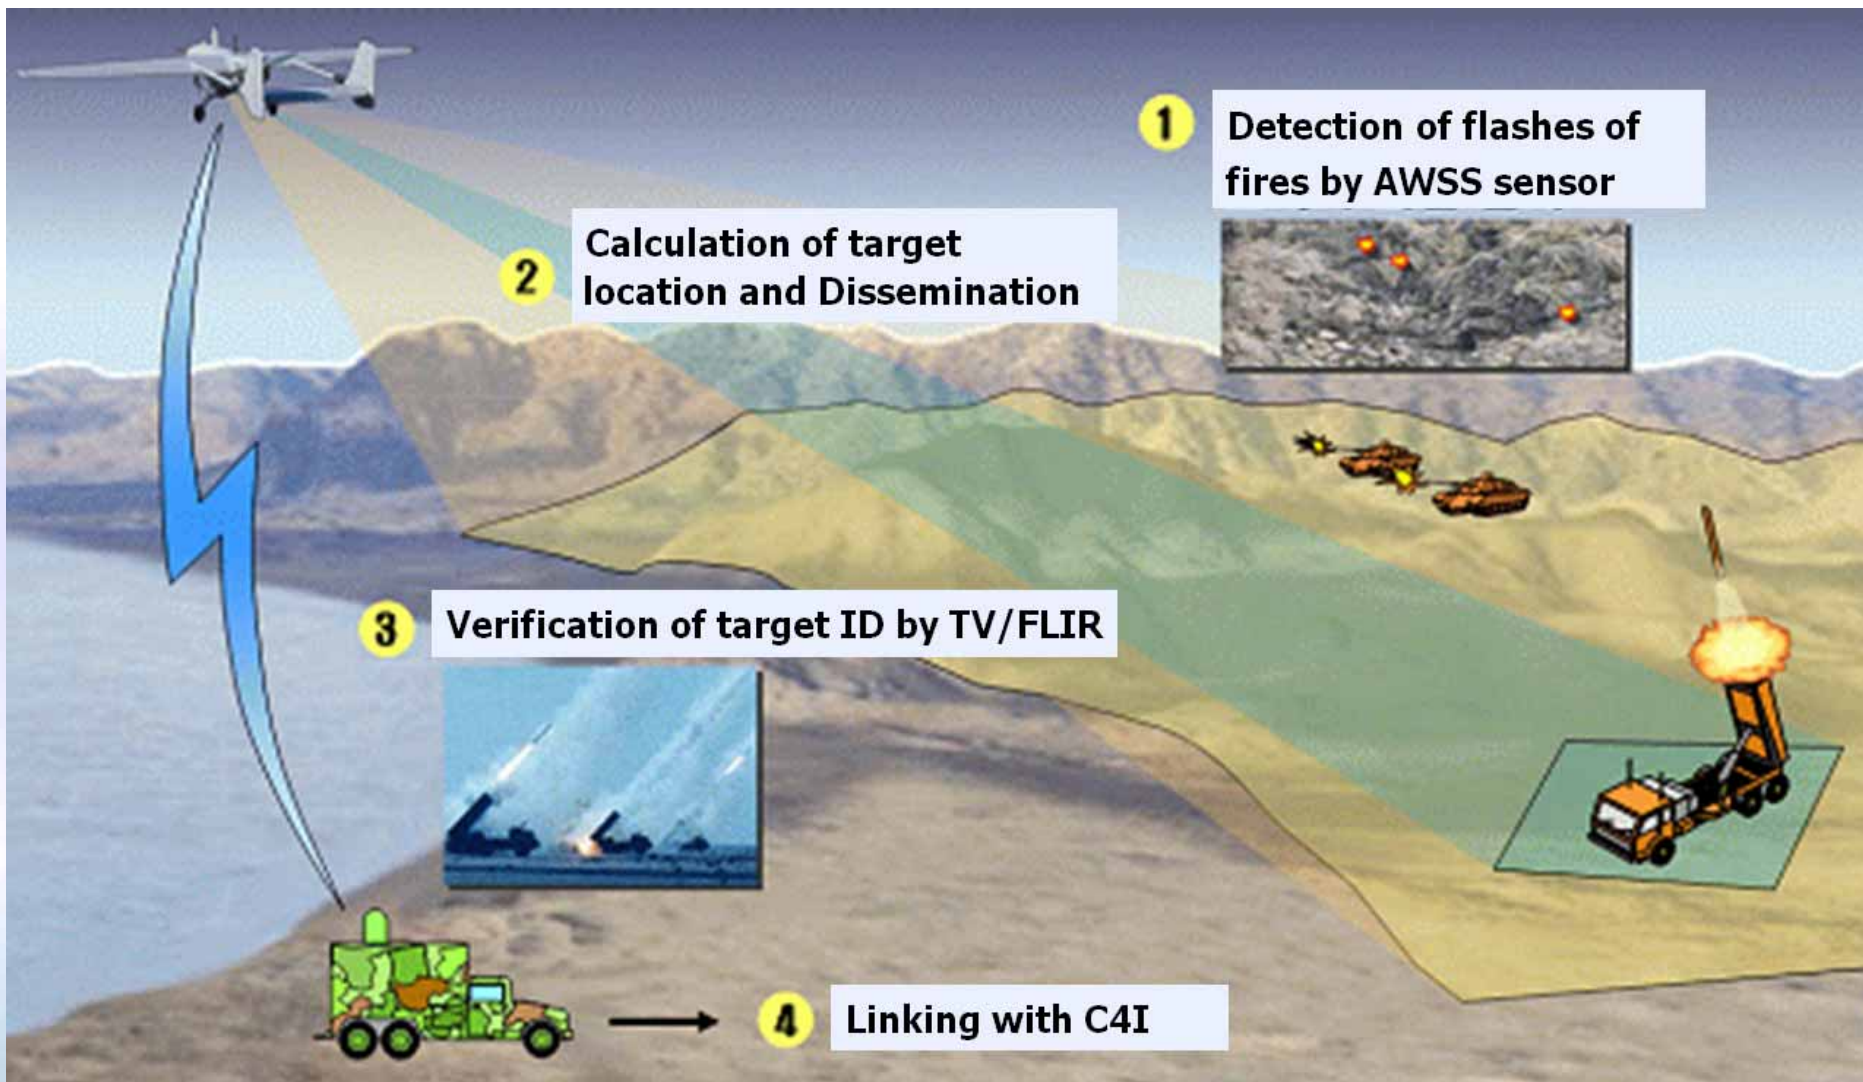 1
Detection of flashes of
fires by AWSS sensor
2
Calculation of target
location and Dissemination
3
Verification of target ID by TV/FLIR
4
Linking with C4I